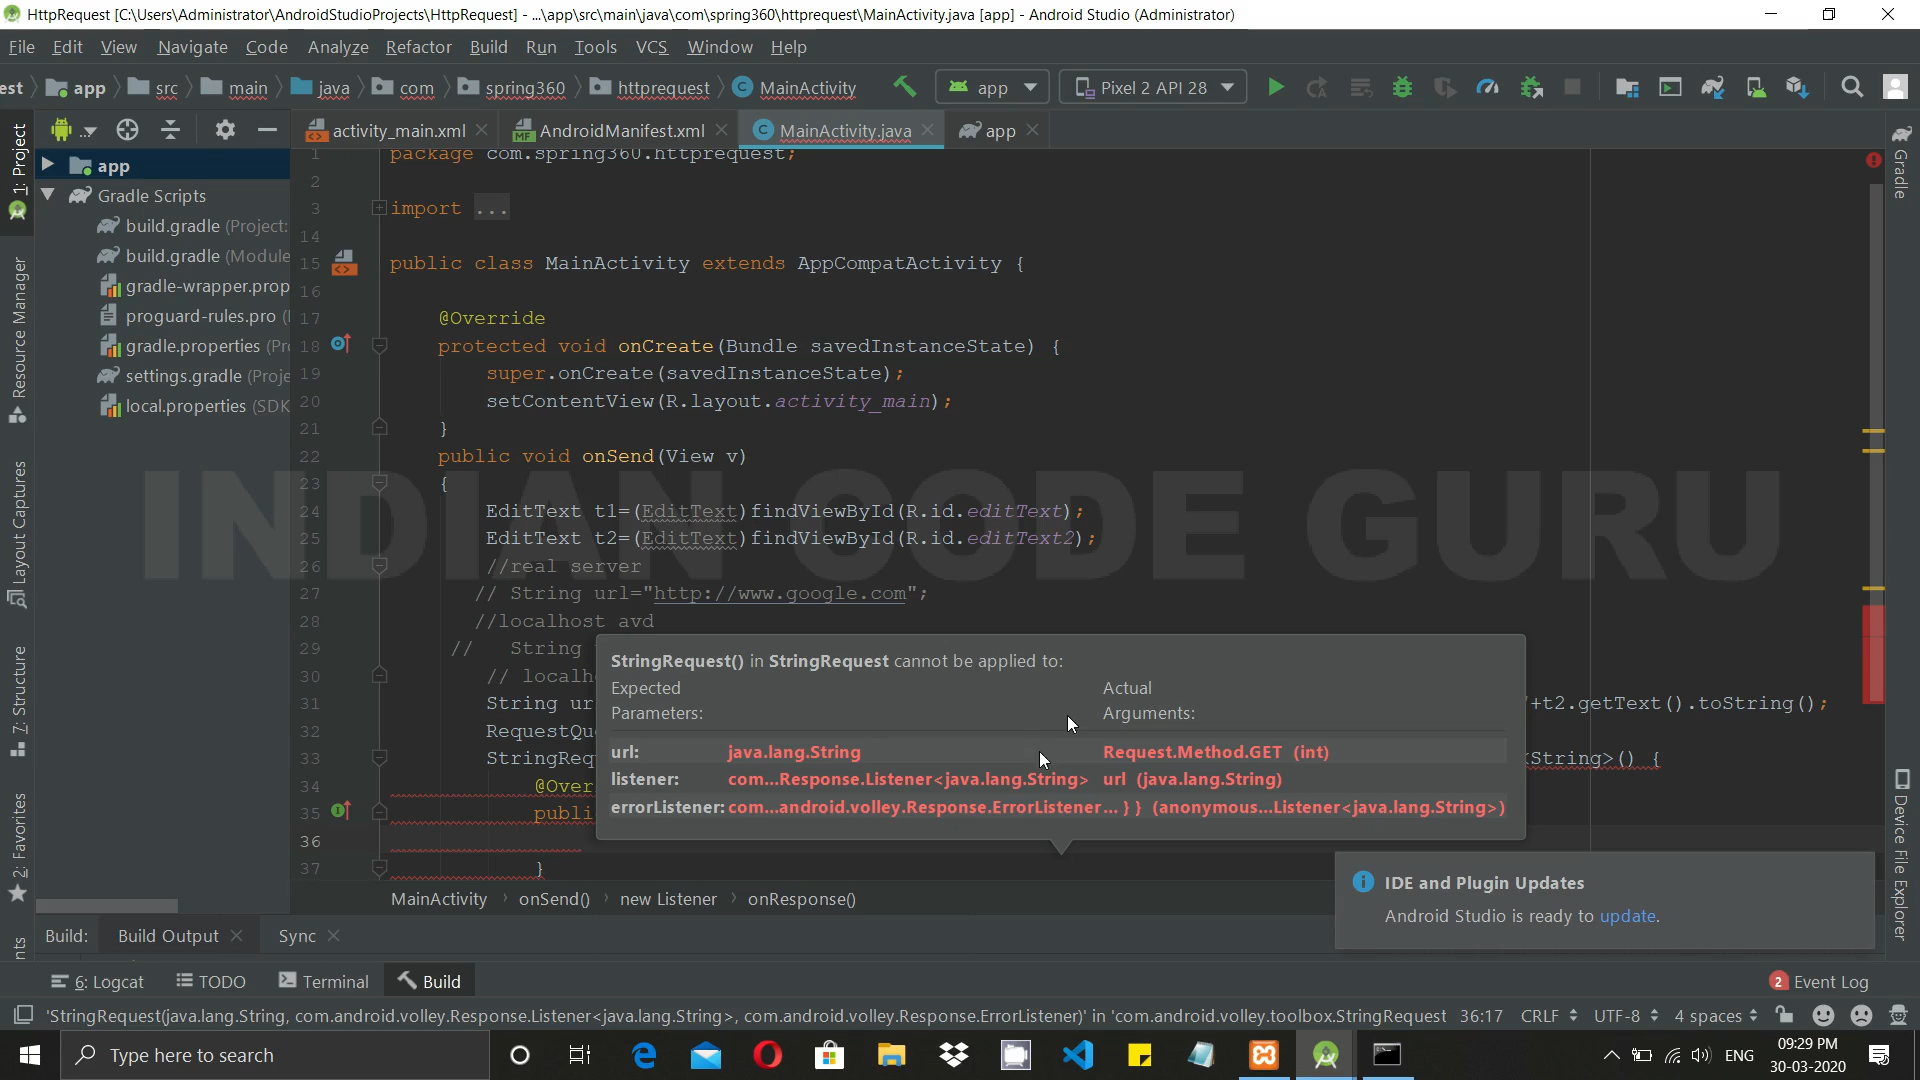 HttpRequest [C:\Users\Administrator\AndroidStudioProjects\HttpRequest] - ...\app\src\main\java\com\spring360\httprequest\MainActivity.java [app] - Android Studio (Administrator)
File Edit View Navigate Code Analyze Refactor Build Run Tools VCS Window Help
est app src main java com spring360 httprequest MainActivity app Pixel 2 API 28
activity_main.xml AndroidManifest.xml MainActivity.java app
1: Project
Resource Manager
Layout Captures
7: Structure
2: Favorites
nts
app
Gradle Scripts
build.gradle (Project:
build.gradle (Module
gradle-wrapper.prop
proguard-rules.pro (
gradle.properties (Pr
settings.gradle (Proje
local.properties (SDK
1 package com.spring360.httprequest;
2
3 import ...
14
15 public class MainActivity extends AppCompatActivity {
16
17 @Override
18 protected void onCreate(Bundle savedInstanceState) {
19 super.onCreate(savedInstanceState);
20 setContentView(R.layout.activity_main);
21 }
22 public void onSend(View v)
23 {
24 EditText t1=(EditText)findViewById(R.id.editText);
25 EditText t2=(EditText)findViewById(R.id.editText2);
26 //real server
27 // String url="http://www.google.com";
28 //localhost avd
29 // String
30 // localh
31 String ur "+t2.getText().toString();
32 RequestQu
33 StringReq String>() {
34 @Over
35 publi
36
37 }
INDIAN CODE GURU
StringRequest() in StringRequest cannot be applied to:
Expected Actual
Parameters: Arguments:
url: java.lang.String Request.Method.GET (int)
listener: com...Response.Listener<java.lang.String> url (java.lang.String)
errorListener: com...android.volley.Response.ErrorListener ... } } (anonymous...Listener<java.lang.String>)
Gradle
Device File Explorer
MainActivity onSend() new Listener onResponse()
IDE and Plugin Updates
Android Studio is ready to update.
Build: Build Output Sync
6: Logcat TODO Terminal Build 2 Event Log
'StringRequest(java.lang.String, com.android.volley.Response.Listener<java.lang.String>, com.android.volley.Response.ErrorListener)' in 'com.android.volley.toolbox.StringRequest 36:17 CRLF UTF-8 4 spaces
Type here to search ENG 09:29 PM
30-03-2020